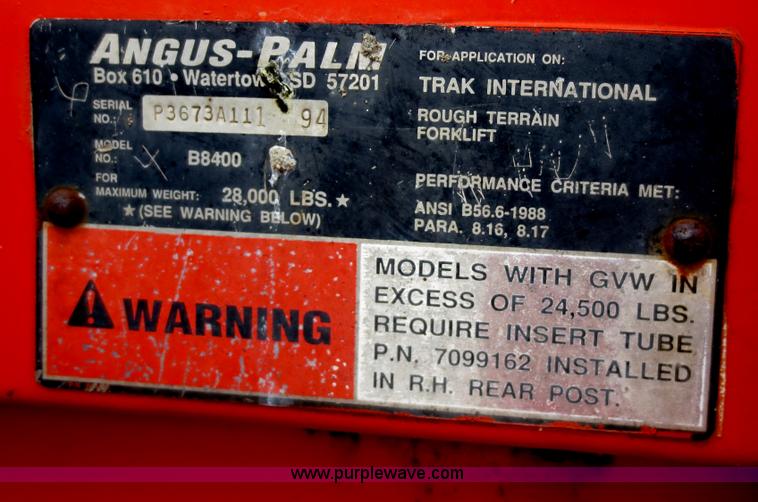 ANGUS-PALM
Box 610 • Watertown, SD 57201
SERIAL NO.: P3673A111 94
MODEL NO.: B8400
FOR
MAXIMUM WEIGHT: 28,000 LBS.★
★(SEE WARNING BELOW)
FOR APPLICATION ON:
TRAK INTERNATIONAL
ROUGH TERRAIN
FORKLIFT
PERFORMANCE CRITERIA MET:
ANSI B56.6-1988
PARA. 8.16, 8.17
WARNING
MODELS WITH GVW IN
EXCESS OF 24,500 LBS.
REQUIRE INSERT TUBE
P.N. 7099162 INSTALLED
IN R.H. REAR POST.
www.purplewave.com